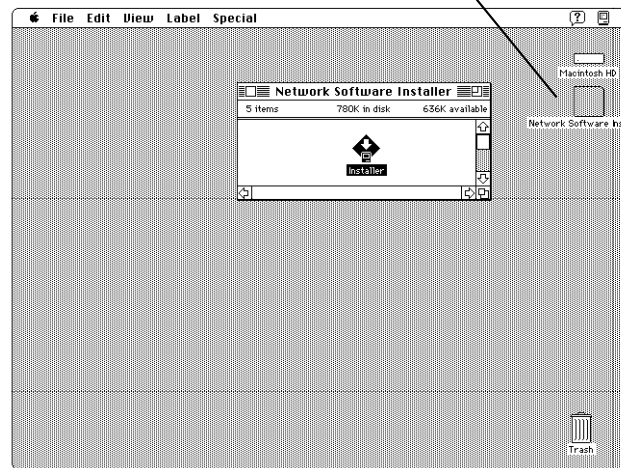 File Edit View Label Special
Macintosh HD
Network Software Installer
5 items 780K in disk 636K available
Network Software Ins
Installer
Trash